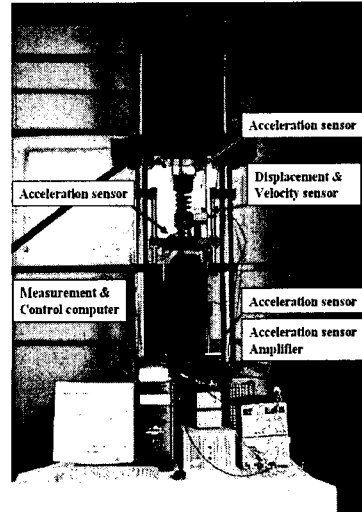 Acceleration sensor
Displacement &
Velocity sensor
Acceleration sensor
Measurement &
Control computer
Acceleration sensor
Acceleration sensor
Amplifier